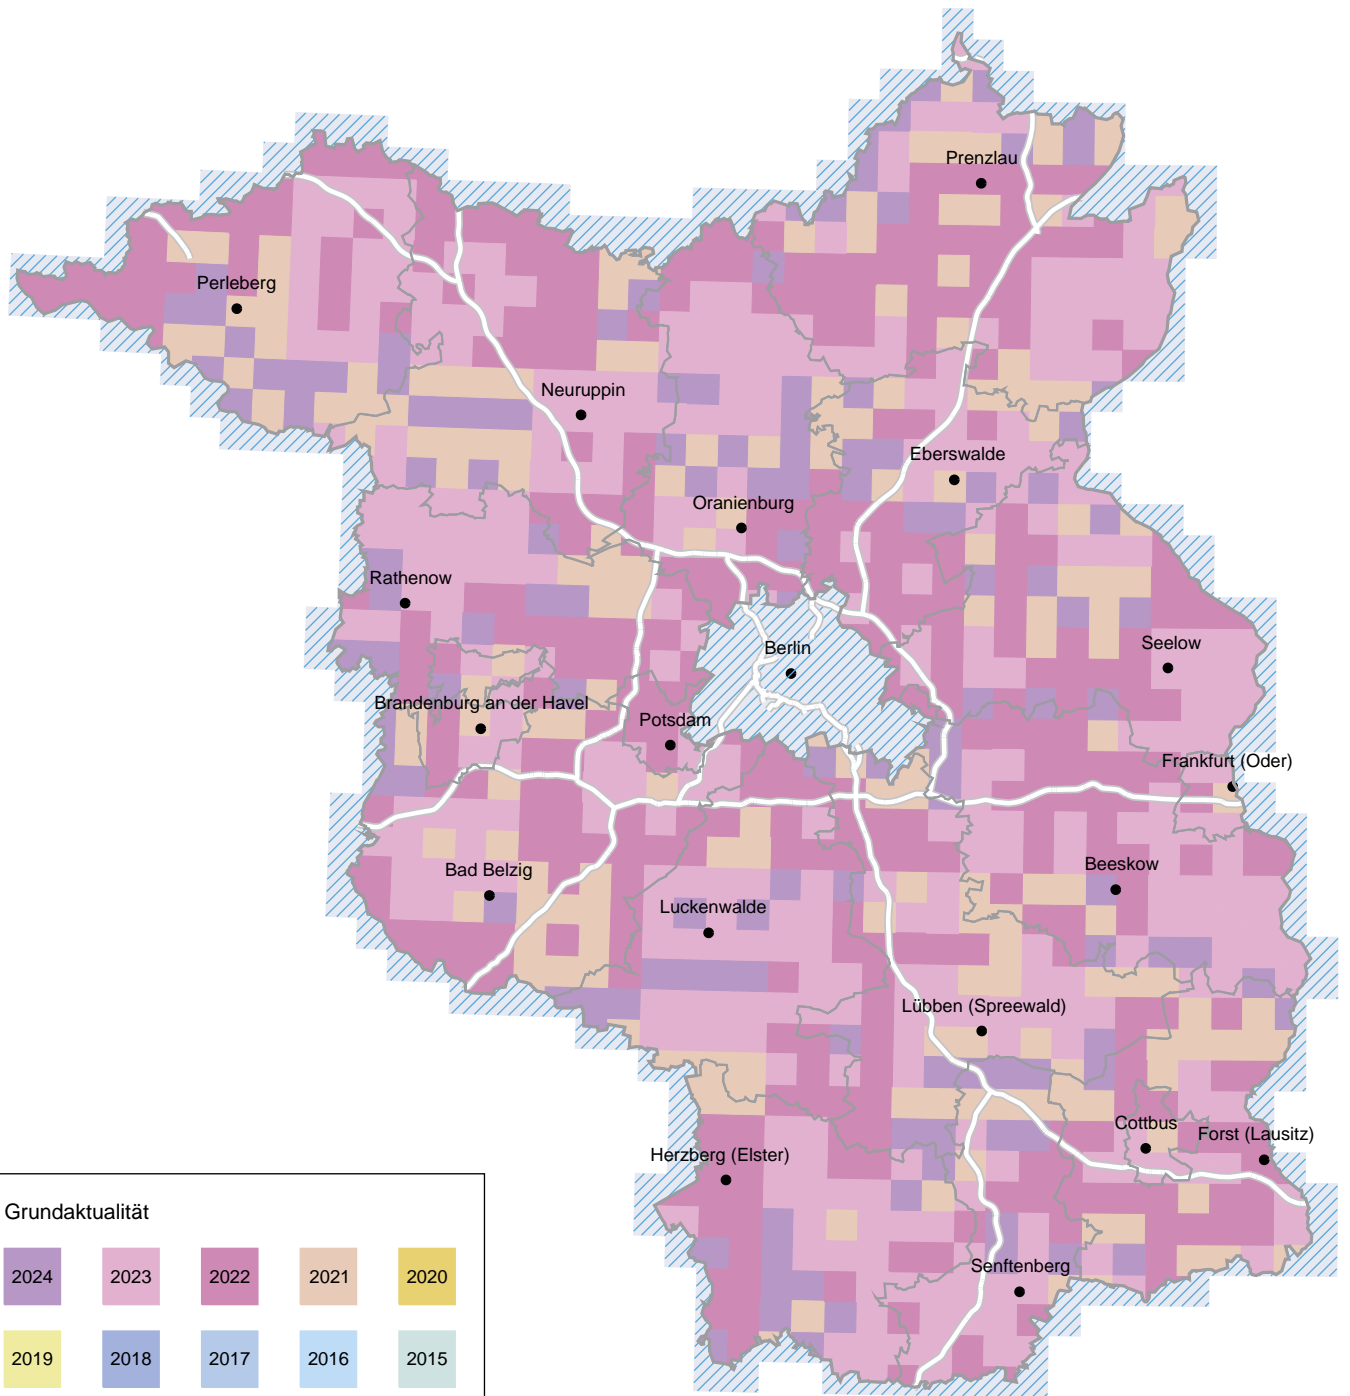 Prenzlau
Perleberg
Neuruppin
Eberswalde
Oranienburg
Rathenow
Berlin
Seelow
Brandenburg an der Havel
Potsdam
Frankfurt (Oder)
Beeskow
Bad Belzig
Luckenwalde
Lübben (Spreewald)
Cottbus
Forst (Lausitz)
Herzberg (Elster)
Senftenberg
Grundaktualität
2024 2023 2022 2021 2020
2019 2018 2017 2016 2015